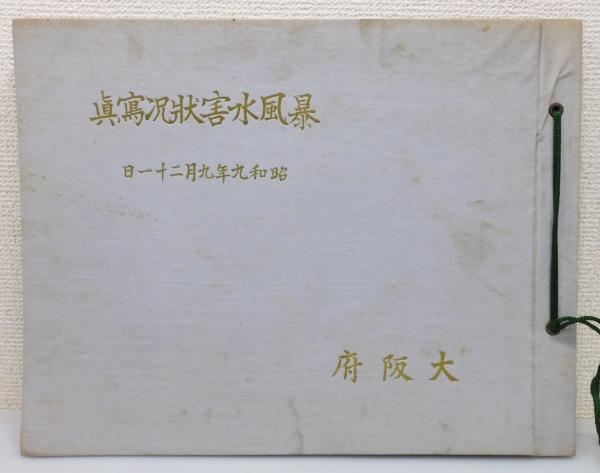 暴風水害狀况寫眞
昭和九年九月二十一日
大阪府